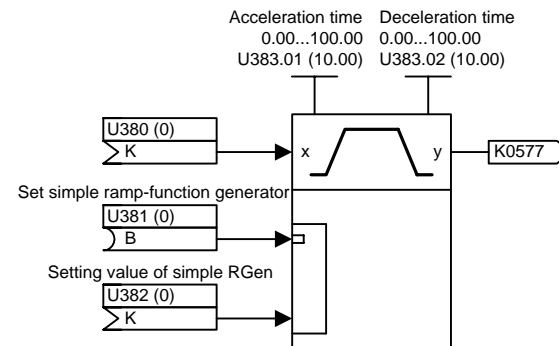 Acceleration time Deceleration time
0.00...100.00 0.00...100.00
U383.01 (10.00) U383.02 (10.00)
U380 (0)
K
x y
K0577
Set simple ramp-function generator
U381 (0)
B
Setting value of simple RGen
U382 (0)
K